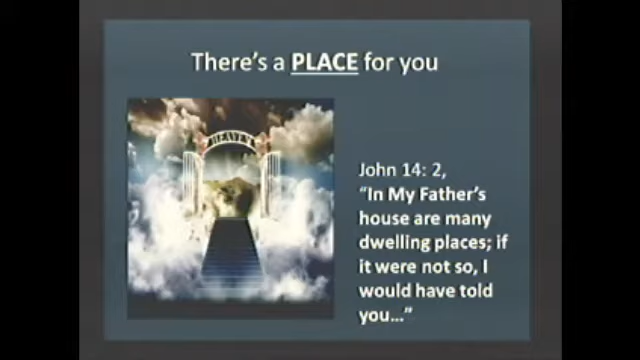 There's a PLACE for you
HEAVEN
John 14: 2,
“In My Father's
house are many
dwelling places; if
it were not so, I
would have told
you…”